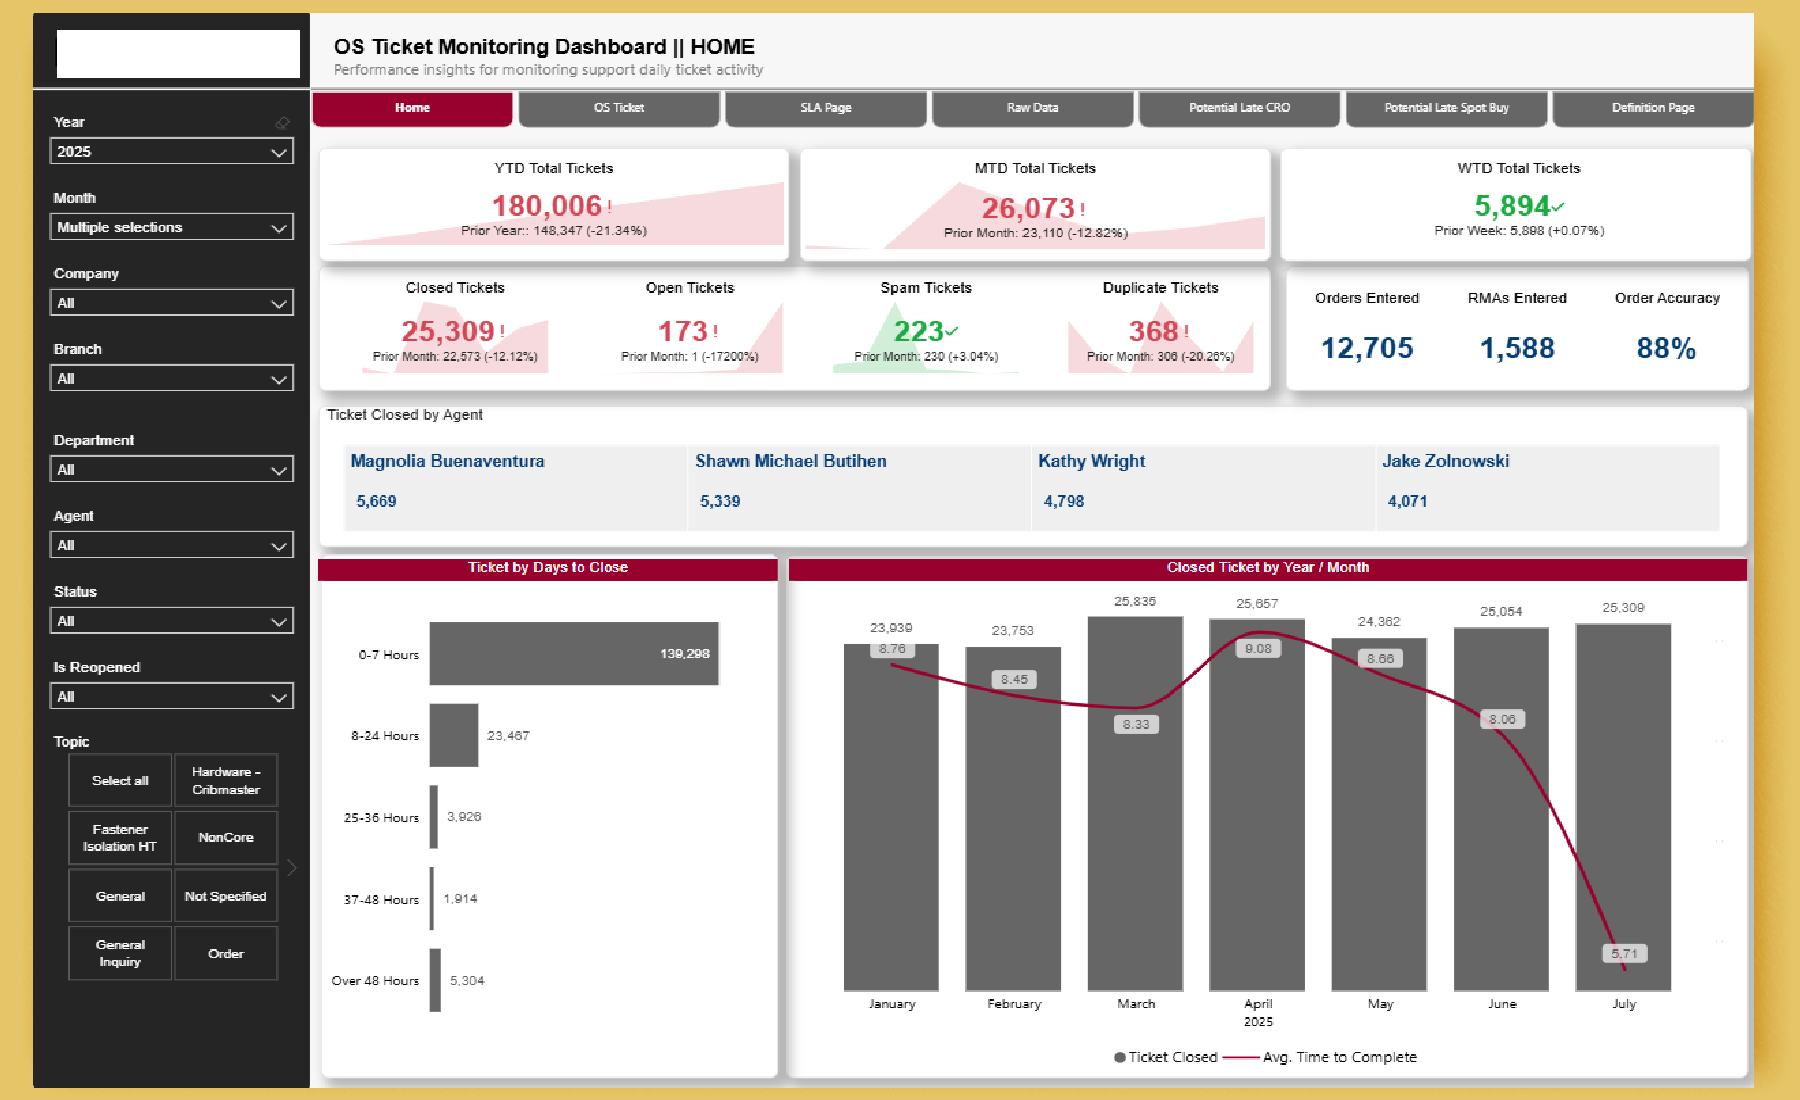 OS Ticket Monitoring Dashboard || HOME
Performance insights for monitoring support daily ticket activity
Home
OS Ticket
SLA Page
Raw Data
Potential Late CRO
Potential Late Spot Buy
Definition Page
Year
2025
Month
Multiple selections
Company
All
Branch
All
Department
All
Agent
All
Status
All
Is Reopened
All
Topic
Select all
Hardware -
Cribmaster
Fastener
Isolation HT
NonCore
General
Not Specified
General
Inquiry
Order
YTD Total Tickets
180,006 !
Prior Year:: 148,347 (-21.34%)
MTD Total Tickets
26,073 !
Prior Month: 23,110 (-12.82%)
WTD Total Tickets
5,894
Prior Week: 5,898 (+0.07%)
Closed Tickets
25,309 !
Prior Month: 22,573 (-12.12%)
Open Tickets
173 !
Prior Month: 1 (-17200%)
Spam Tickets
223
Prior Month: 230 (+3.04%)
Duplicate Tickets
368 !
Prior Month: 306 (-20.26%)
Orders Entered
12,705
RMAs Entered
1,588
Order Accuracy
88%
Ticket Closed by Agent
Magnolia Buenaventura
5,669
Shawn Michael Butihen
5,339
Kathy Wright
4,798
Jake Zolnowski
4,071
Ticket by Days to Close
0-7 Hours
139,298
8-24 Hours
23,467
25-36 Hours
3,926
37-48 Hours
1,914
Over 48 Hours
5,304
Closed Ticket by Year / Month
23,939
23,753
25,835
25,657
24,362
25,054
25,309
8.76
8.45
8.33
9.08
8.66
8.06
5.71
January
February
March
April
May
June
July
2025
Ticket Closed
Avg. Time to Complete